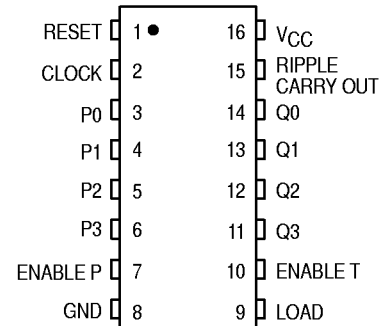 RESET 1 16 VCC
CLOCK 2 15 RIPPLE
CARRY OUT
P0 3 14 Q0
P1 4 13 Q1
P2 5 12 Q2
P3 6 11 Q3
ENABLE P 7 10 ENABLE T
GND 8 9 LOAD